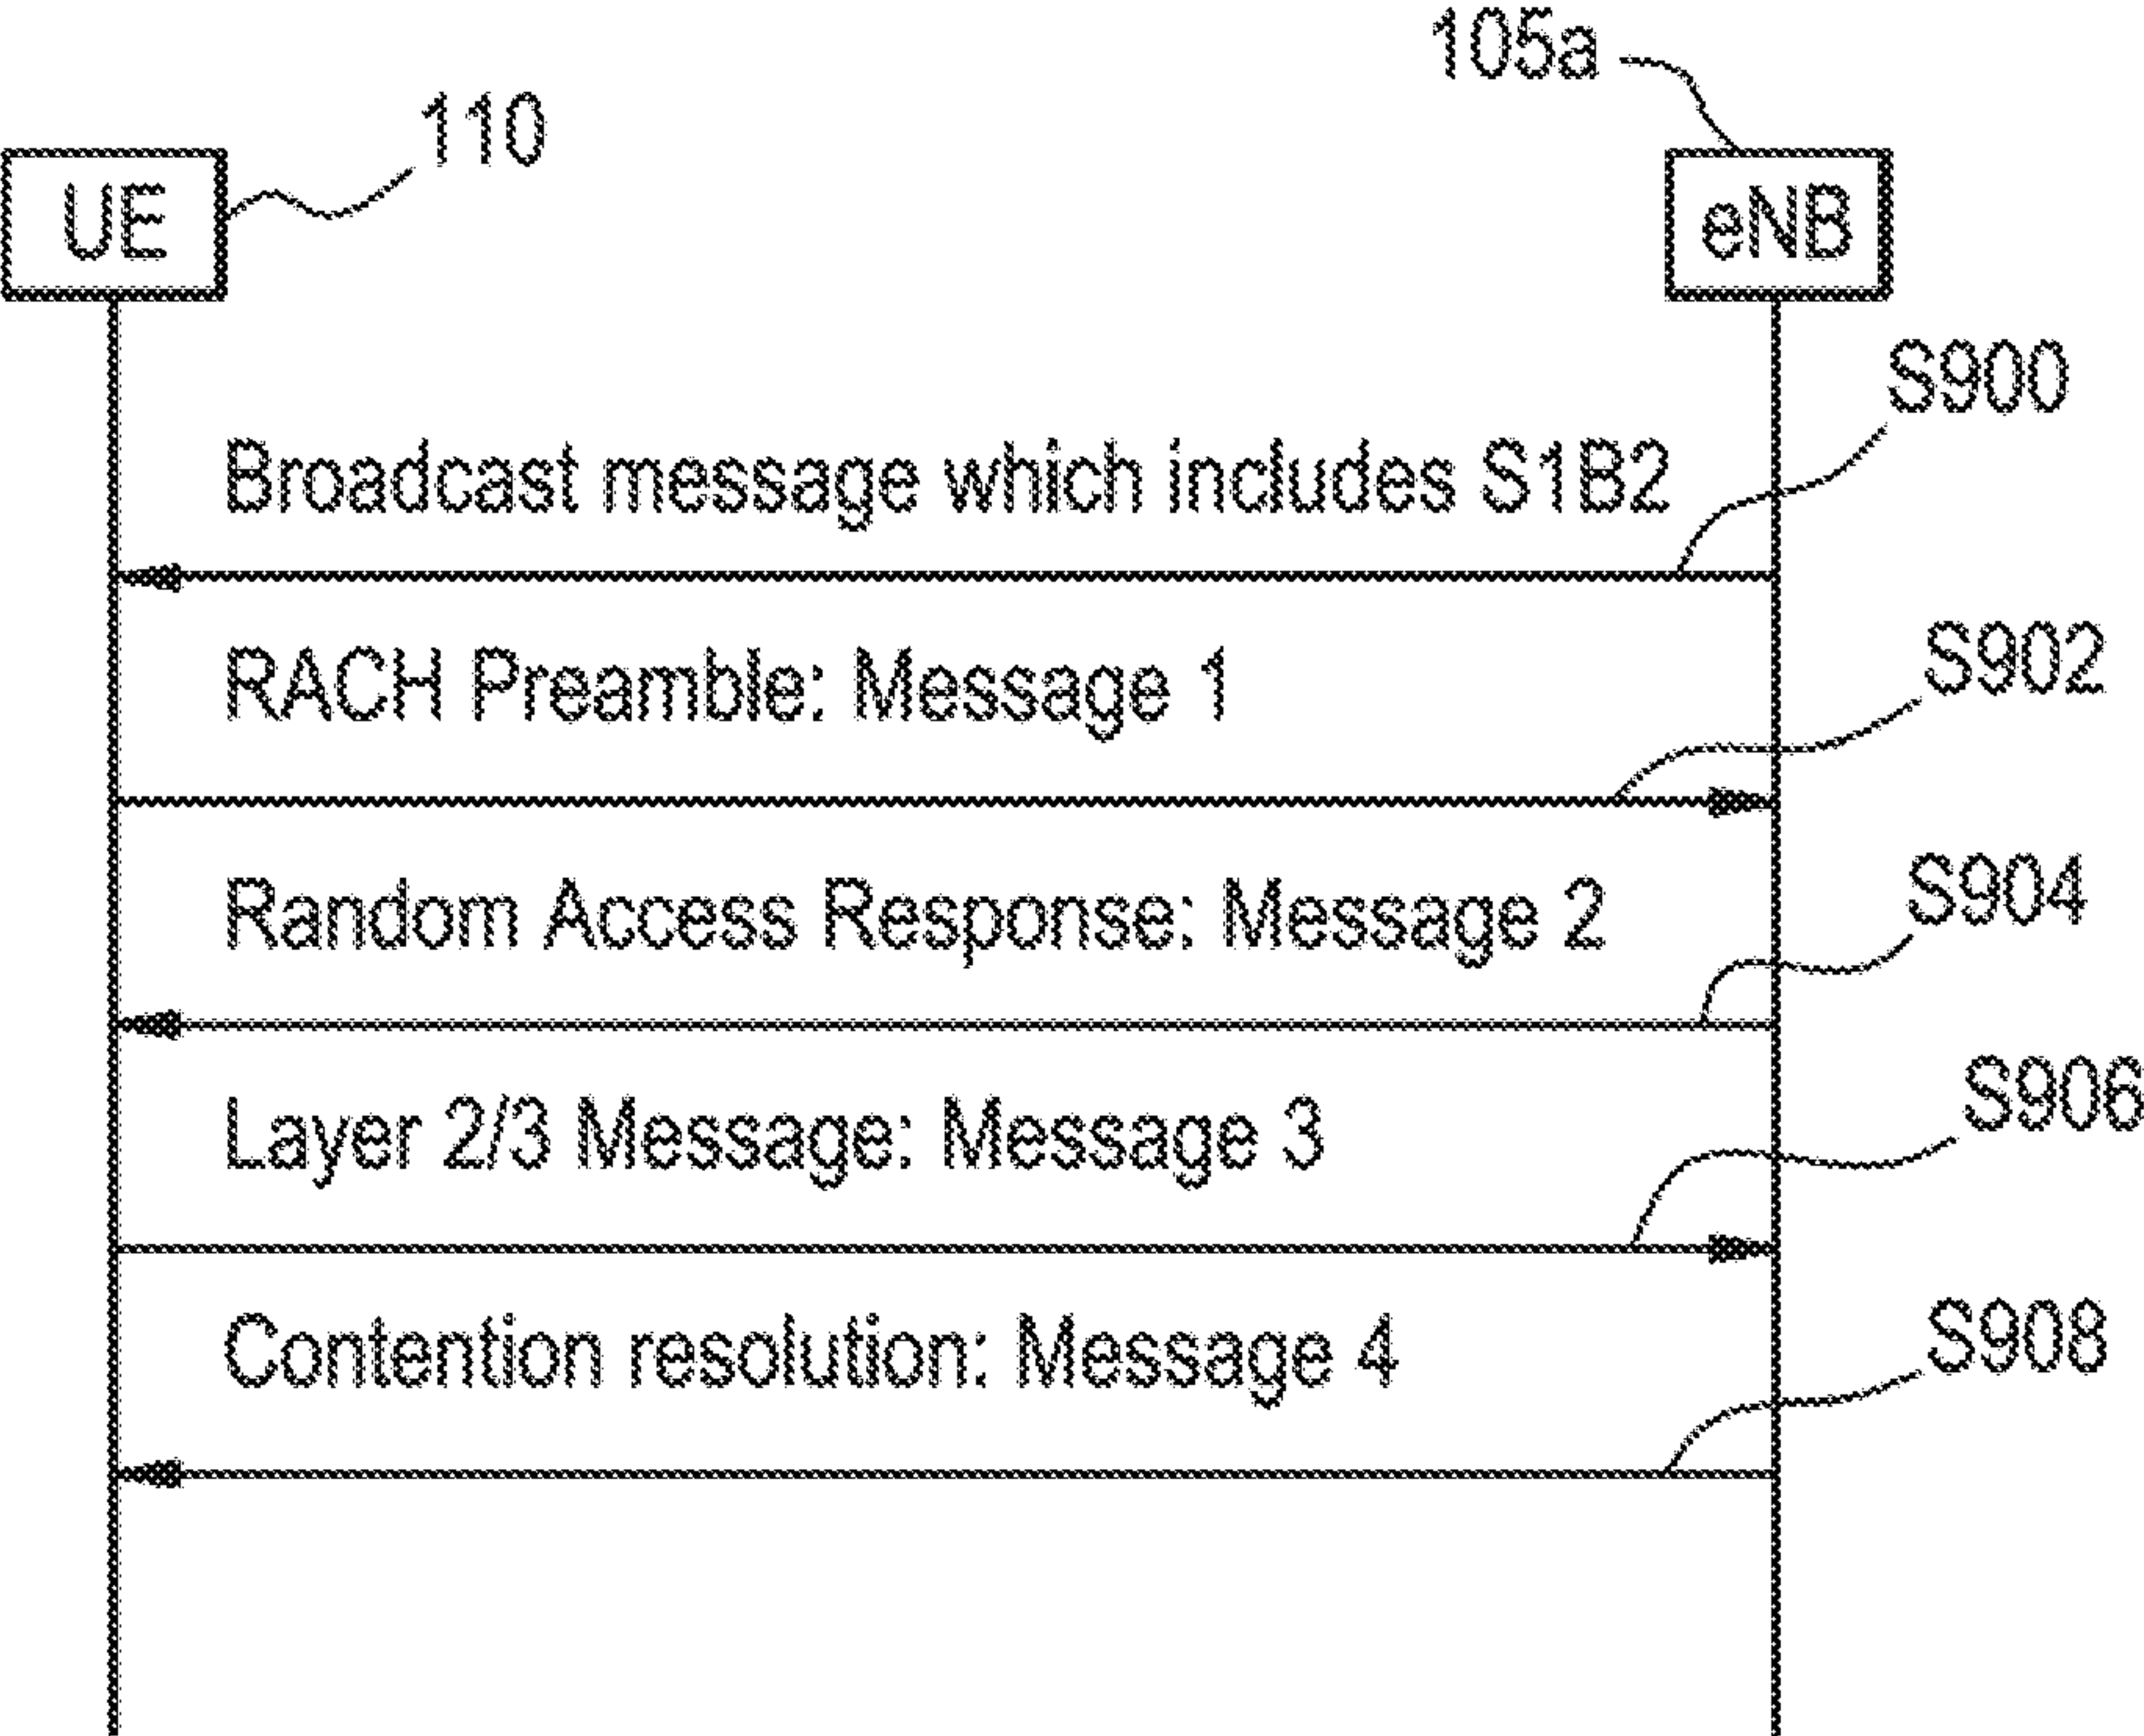 105a
110
UE
eNB
S900
Broadcast message which includes S1B2
S902
RACH Preamble: Message 1
S904
Random Access Response: Message 2
S906
Layer 2/3 Message: Message 3
S908
Contention resolution: Message 4